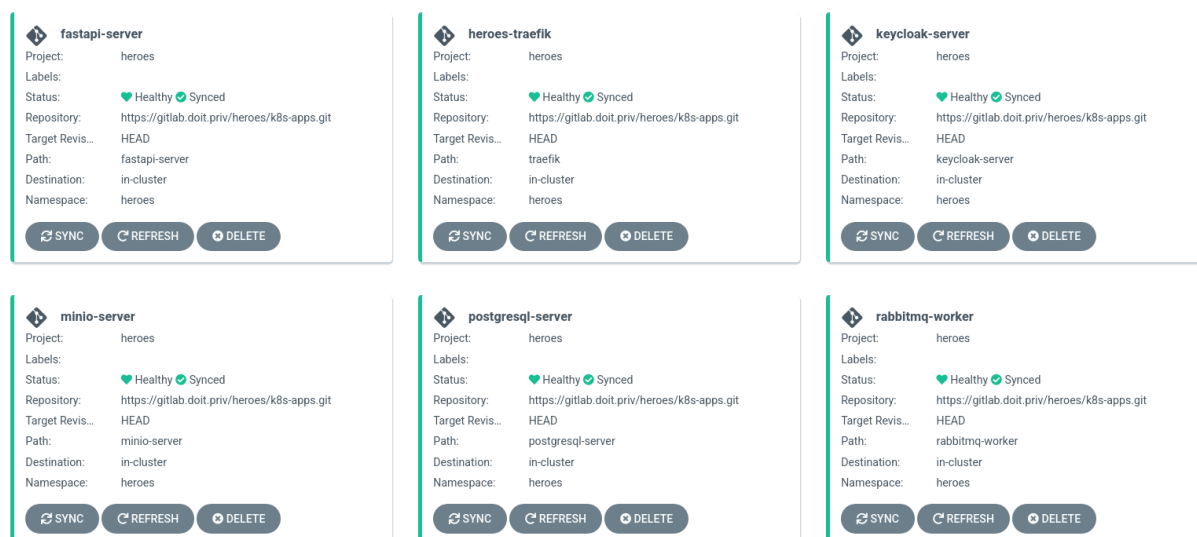 fastapi-server
Project: heroes
Labels:
Status: Healthy Synced
Repository: https://gitlab.doit.priv/heroes/k8s-apps.git
Target Revis... HEAD
Path: fastapi-server
Destination: in-cluster
Namespace: heroes
SYNC REFRESH DELETE
heroes-traefik
Project: heroes
Labels:
Status: Healthy Synced
Repository: https://gitlab.doit.priv/heroes/k8s-apps.git
Target Revis... HEAD
Path: traefik
Destination: in-cluster
Namespace: heroes
SYNC REFRESH DELETE
keycloak-server
Project: heroes
Labels:
Status: Healthy Synced
Repository: https://gitlab.doit.priv/heroes/k8s-apps.git
Target Revis... HEAD
Path: keycloak-server
Destination: in-cluster
Namespace: heroes
SYNC REFRESH DELETE
minio-server
Project: heroes
Labels:
Status: Healthy Synced
Repository: https://gitlab.doit.priv/heroes/k8s-apps.git
Target Revis... HEAD
Path: minio-server
Destination: in-cluster
Namespace: heroes
SYNC REFRESH DELETE
postgresql-server
Project: heroes
Labels:
Status: Healthy Synced
Repository: https://gitlab.doit.priv/heroes/k8s-apps.git
Target Revis... HEAD
Path: postgresql-server
Destination: in-cluster
Namespace: heroes
SYNC REFRESH DELETE
rabbitmq-worker
Project: heroes
Labels:
Status: Healthy Synced
Repository: https://gitlab.doit.priv/heroes/k8s-apps.git
Target Revis... HEAD
Path: rabbitmq-worker
Destination: in-cluster
Namespace: heroes
SYNC REFRESH DELETE